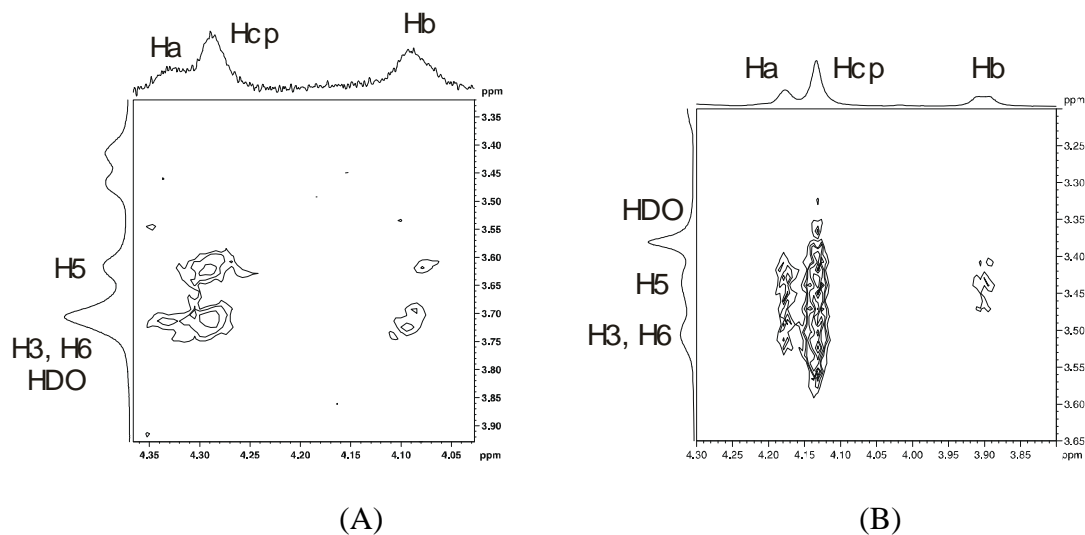 Ha Hcp Hb
ppm
3.35
3.40
3.45
3.50
3.55
3.60
3.65
3.70
3.75
3.80
3.85
3.90
H5
H3, H6
HDO
4.35 4.30 4.25 4.20 4.15 4.10 4.05 ppm
(A)
Ha Hcp Hb
ppm
3.25
3.30
3.35
3.40
3.45
3.50
3.55
3.60
3.65
HDO
H5
H3, H6
4.30 4.25 4.20 4.15 4.10 4.05 4.00 3.95 3.90 3.85 ppm
(B)